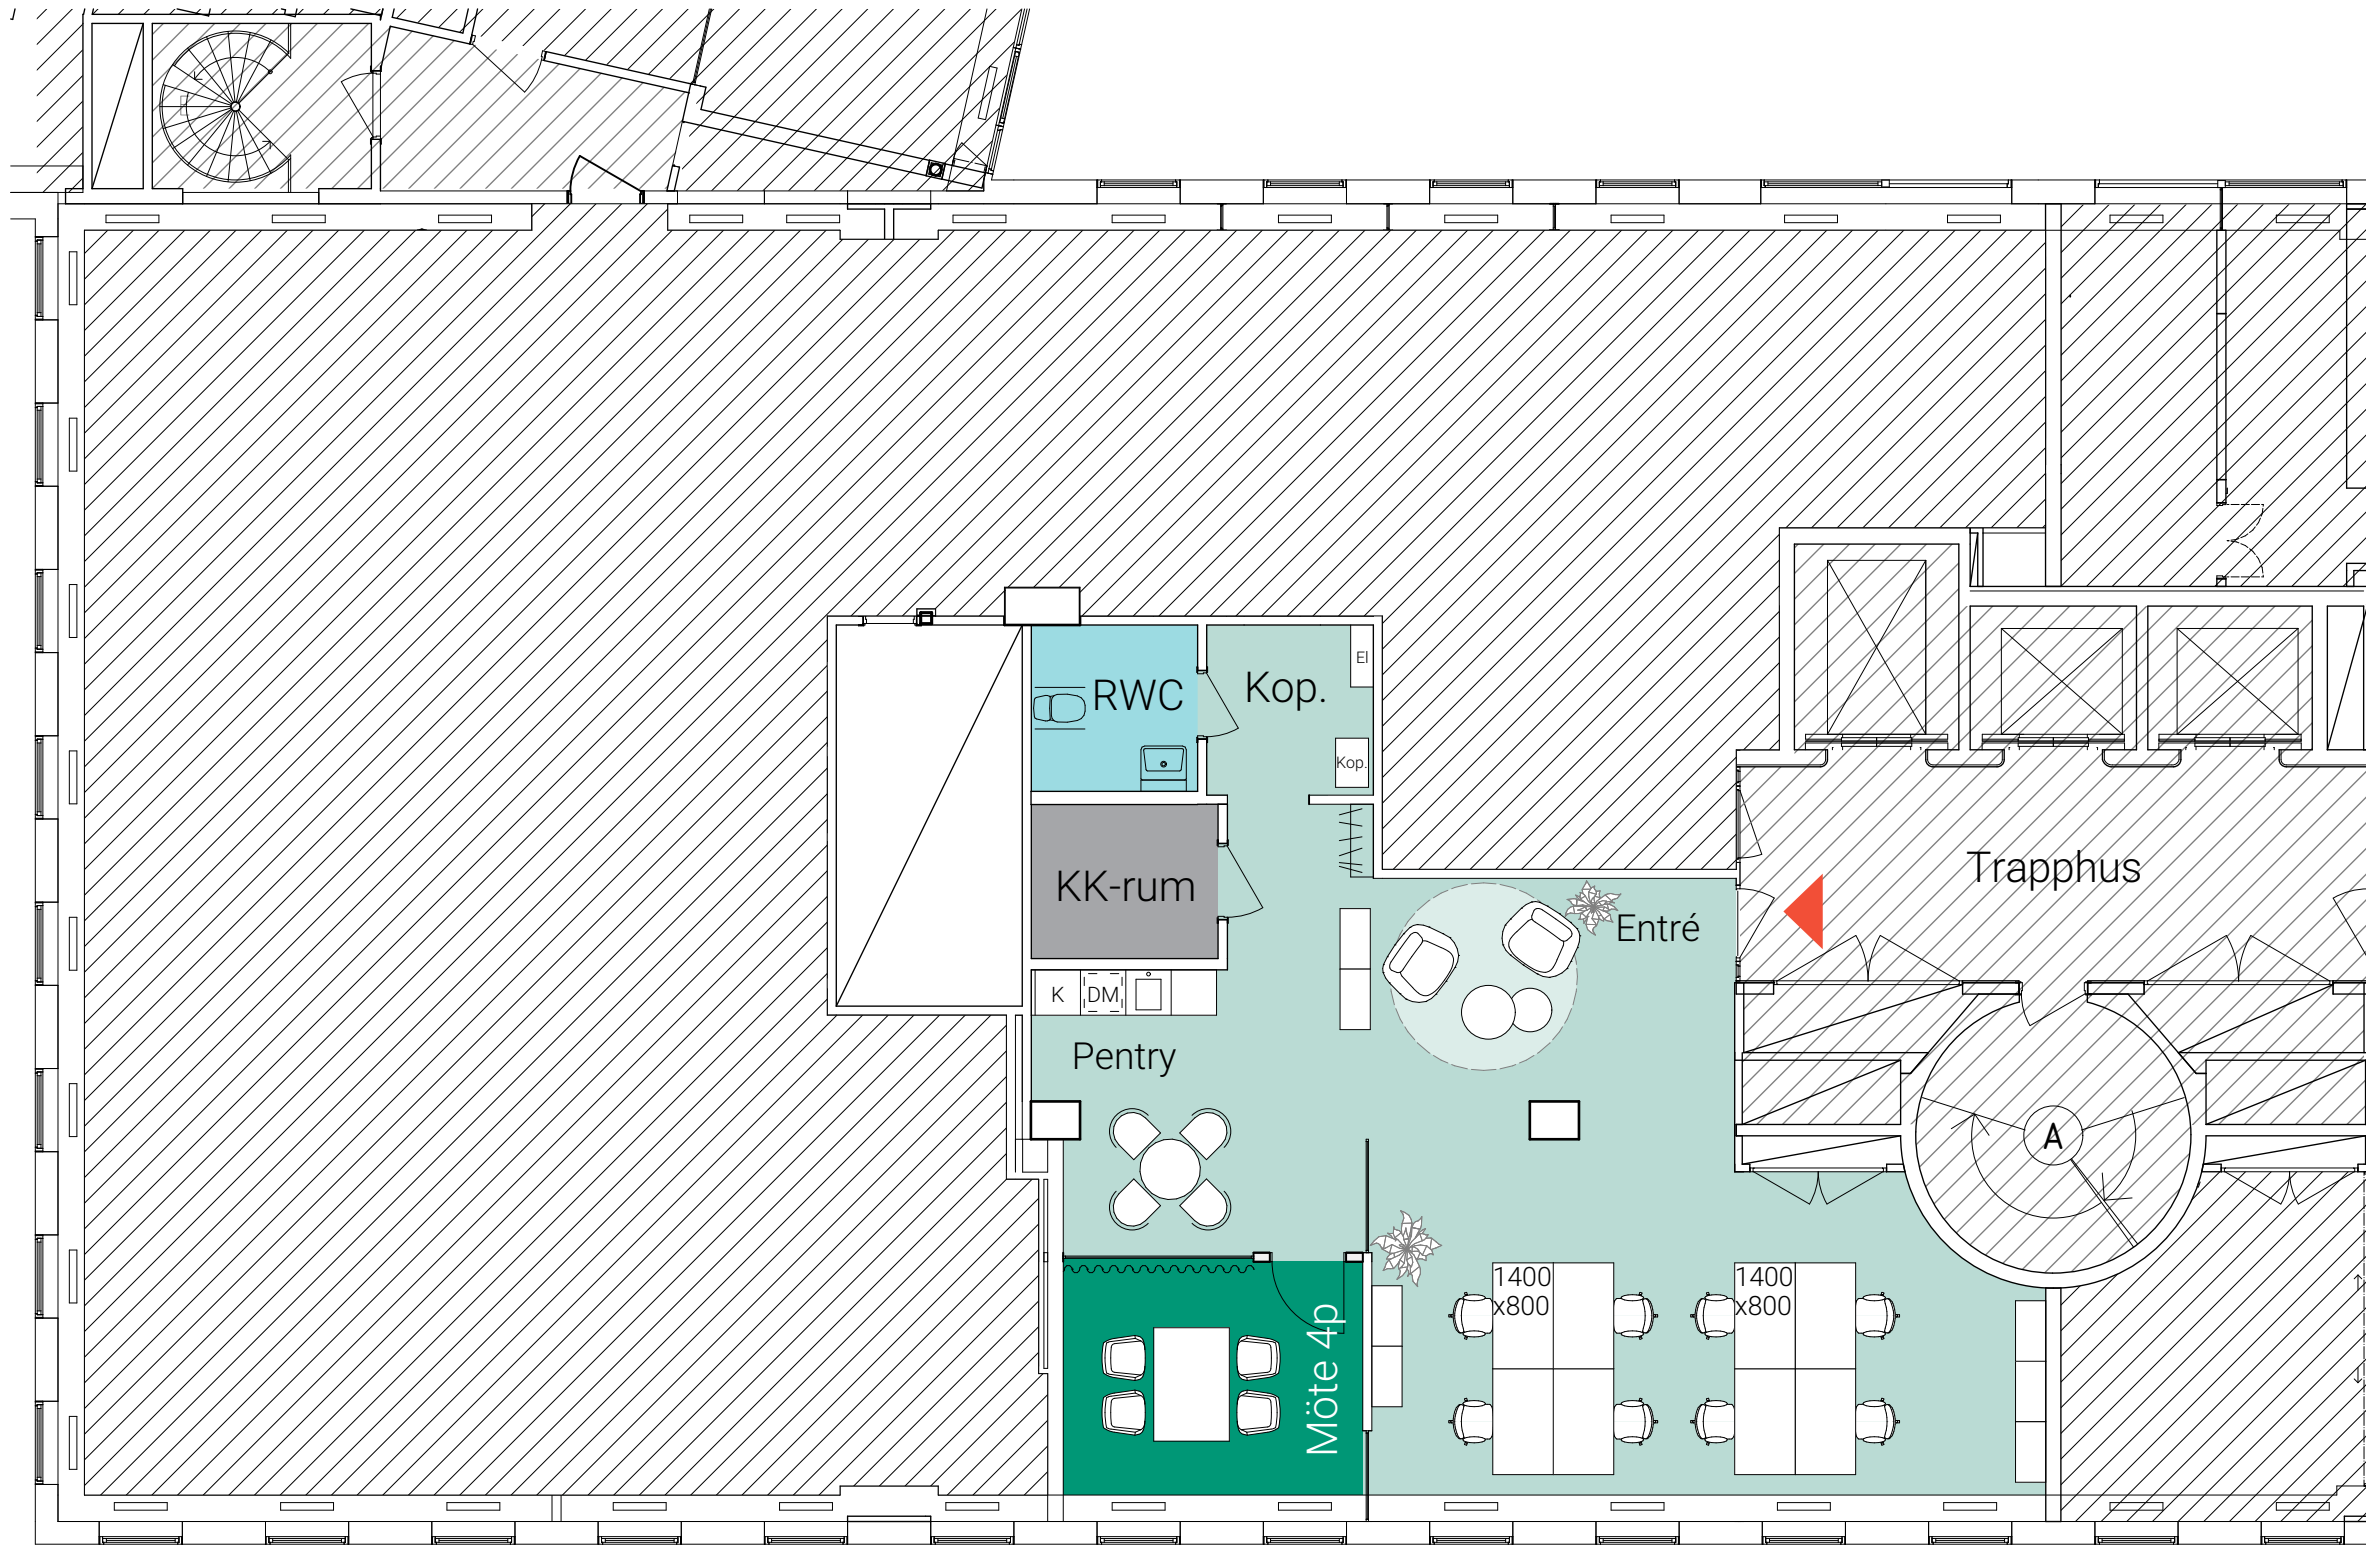 RWC
Kop.
El
Kop.
KK-rum
Trapphus
Entré
K
DM
Pentry
A
1400
x800
1400
x800
Möte 4p